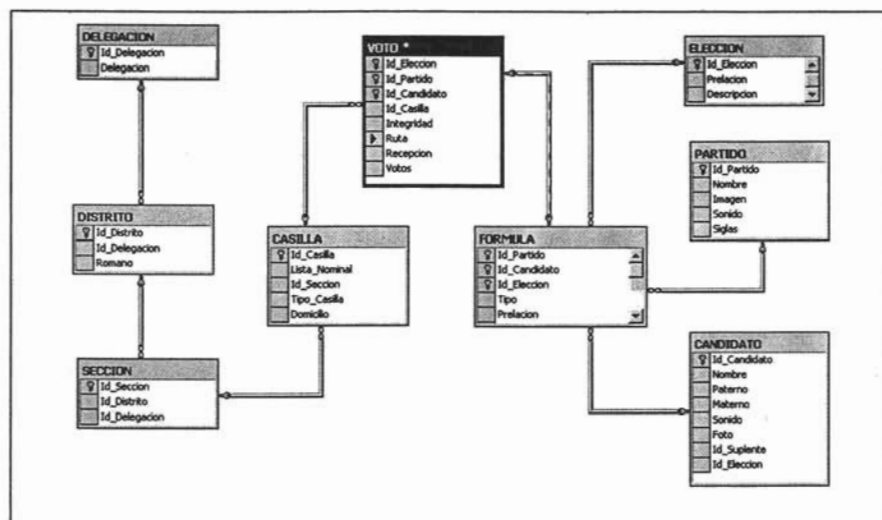 DELEGACION
Id_Delegacion
Delegacion
VOTO *
Id_Eleccion
Id_Partido
Id_Candidato
Id_Casilla
Integridad
Ruta
Recepcion
Votos
ELECCION
Id_Eleccion
Prelacion
Descripcion
PARTIDO
Id_Partido
Nombre
Imagen
Sonido
Siglas
DISTRITO
Id_Distrito
Id_Delegacion
Romano
CASILLA
Id_Casilla
Lista_Nominal
Id_Seccion
Tipo_Casilla
Domicilio
FORMULA
Id_Partido
Id_Candidato
Id_Eleccion
Tipo
Prelacion
SECCION
Id_Seccion
Id_Distrito
Id_Delegacion
CANDIDATO
Id_Candidato
Nombre
Paterno
Materno
Sonido
Foto
Id_Suplente
Id_Eleccion